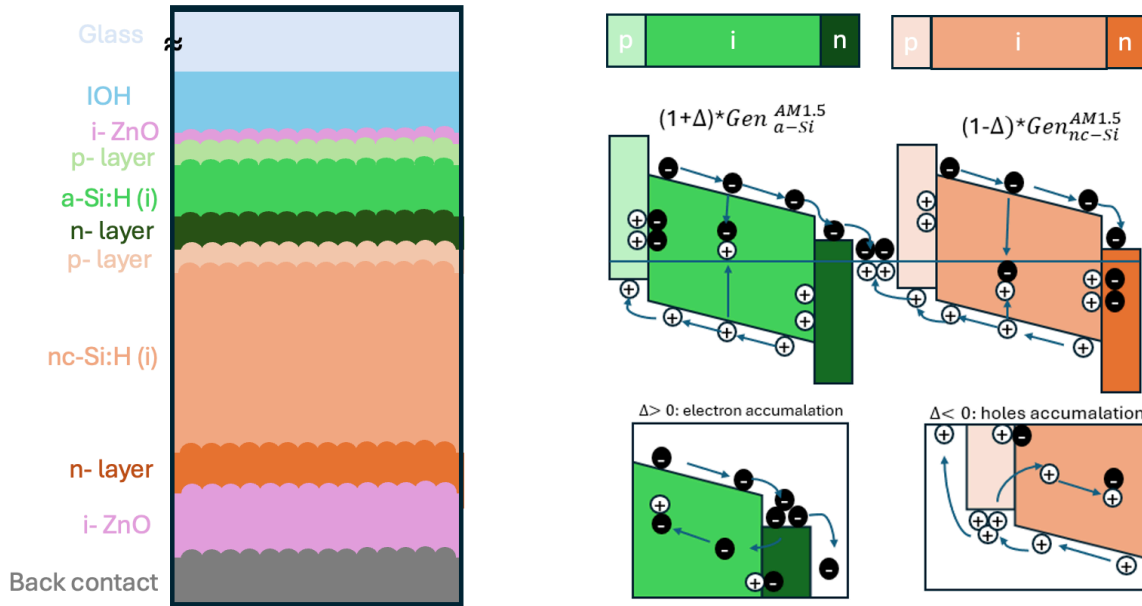 Glass
IOH
i- ZnO
p- layer
a-Si:H (i)
n- layer
p- layer
nc-Si:H (i)
n- layer
i- ZnO
Back contact
p i n
p i n
(1+Δ)*Gen AM1.5 a−Si
(1-Δ)*Gen AM1.5 nc−Si
Δ> 0: electron accumalation
Δ< 0: holes accumalation